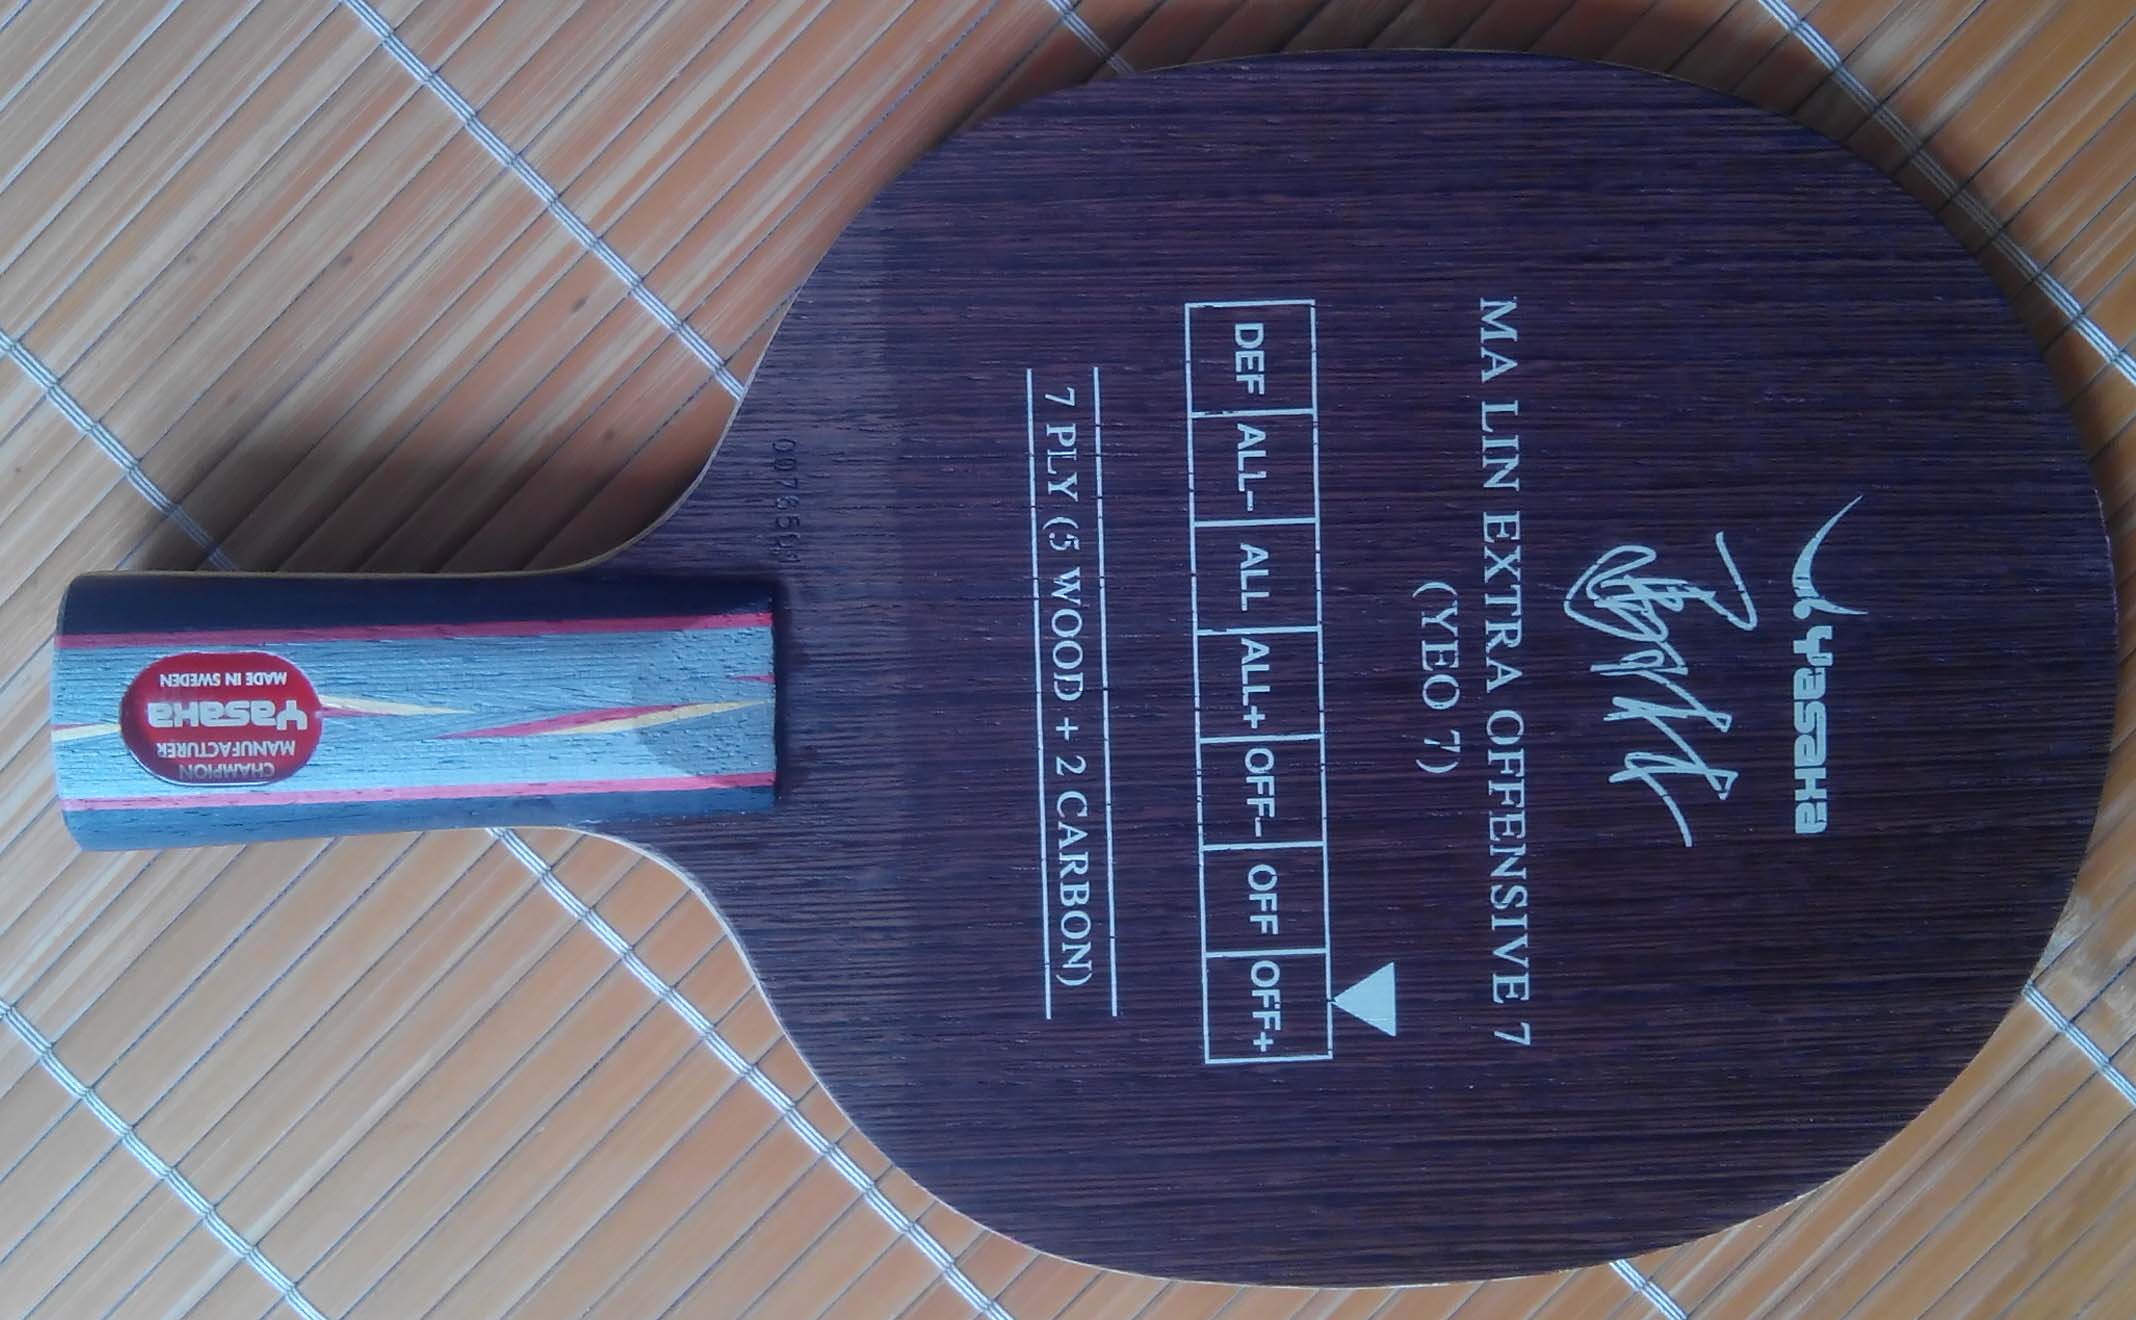 Yasaka
MA LIN EXTRA OFFENSIVE 7
(YEO 7)
DEF ALL- ALL ALL+ OFF- OFF OFF+
7 PLY (5 WOOD + 2 CARBON)
CHAMPION
MANUFACTURER
Yasaka
MADE IN SWEDEN